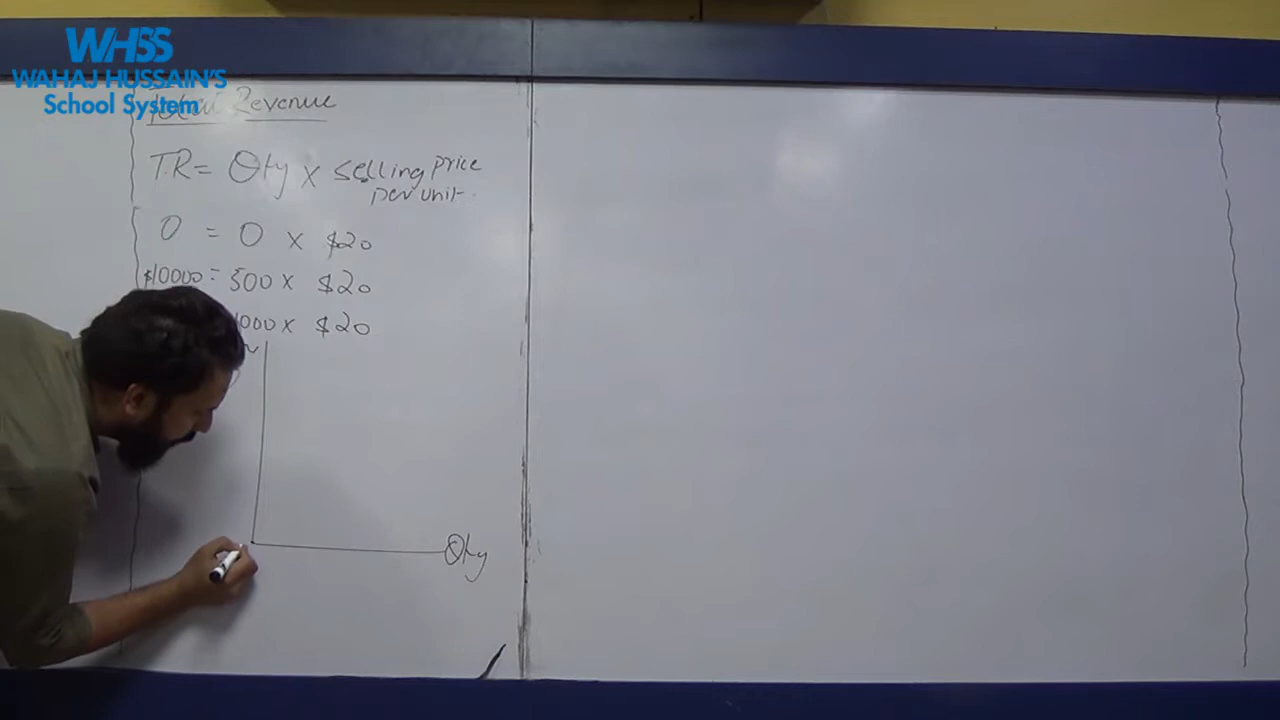 WHSS
WAHAJ HUSSAIN'S
School System
Total Revenue
T.R = Qty x selling price
per unit.
0 = 0 x $20
$10000 = 500 x $20
1000 x $20
Qty